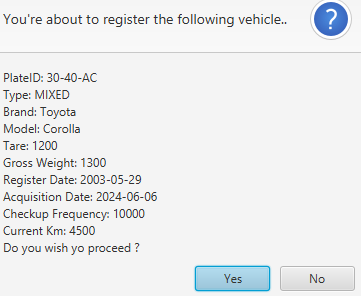 You're about to register the following vehicle..
?
PlateID: 30-40-AC
Type: MIXED
Brand: Toyota
Model: Corolla
Tare: 1200
Gross Weight: 1300
Register Date: 2003-05-29
Acquisition Date: 2024-06-06
Checkup Frequency: 10000
Current Km: 4500
Do you wish yo proceed ?
Yes No